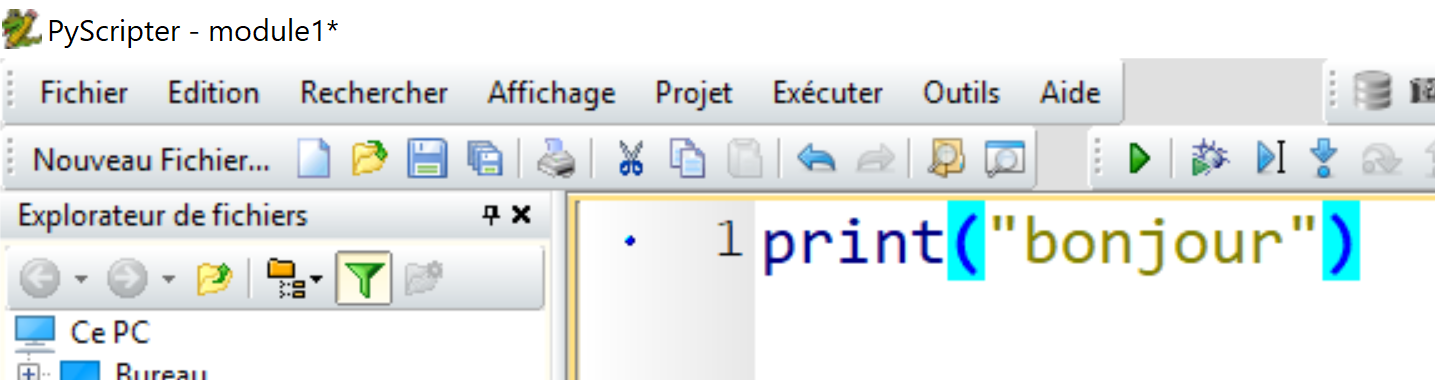 PyScripter - module1*
Fichier Edition Rechercher Affichage Projet Exécuter Outils Aide
Nouveau Fichier...
Explorateur de fichiers
1 print("bonjour")
Ce PC
Bureau